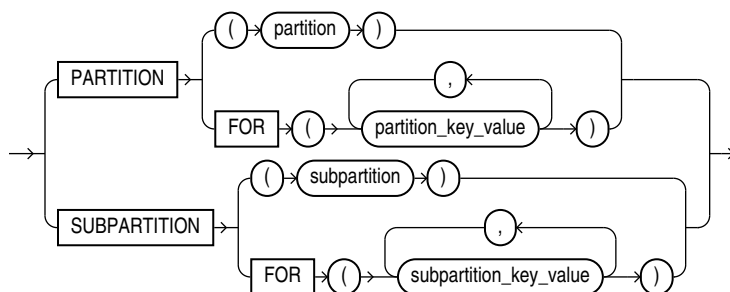 ( partition )
PARTITION
,
FOR ( partition_key_value )
( subpartition )
SUBPARTITION
,
FOR ( subpartition_key_value )